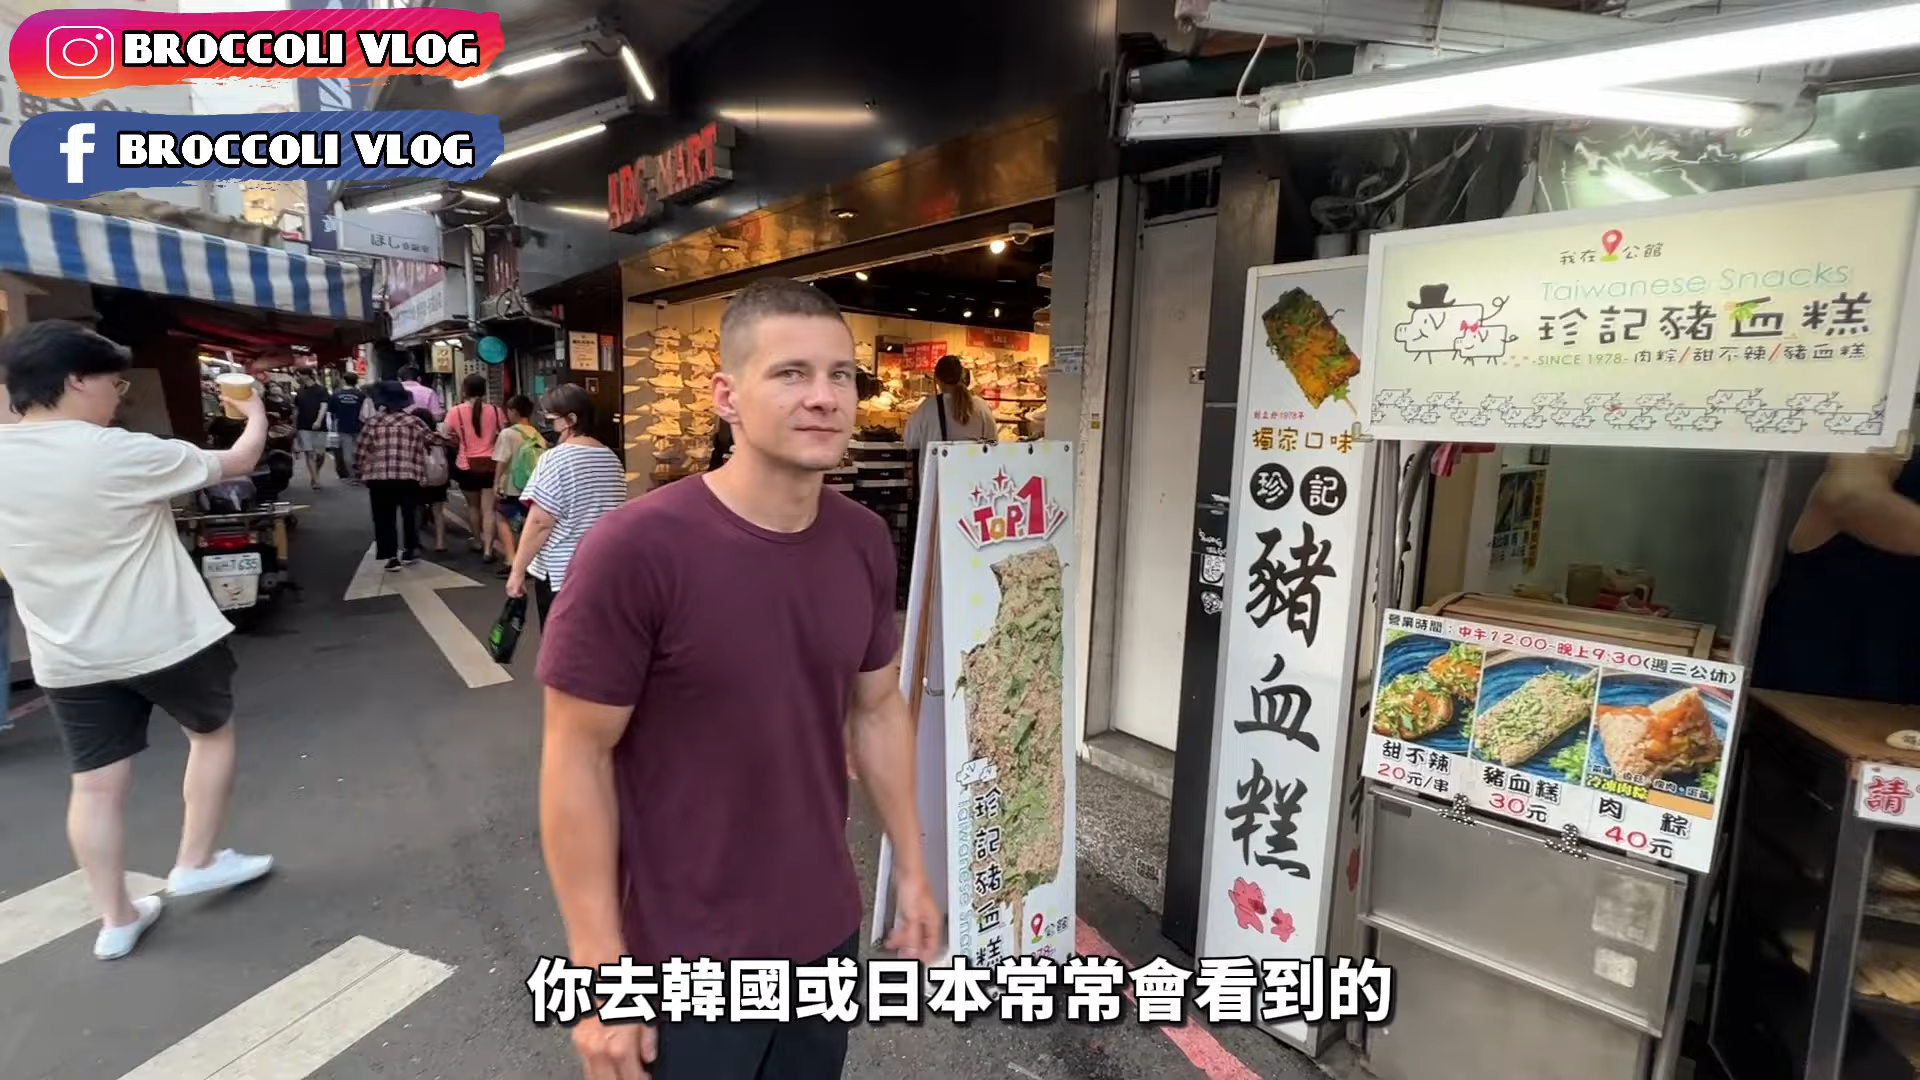 BROCCOLI VLOG
BROCCOLI VLOG
ABC-MART
我在公館
Taiwanese Snacks
珍記豬血糕
-SINCE 1978- 肉粽/甜不辣/豬血糕
獨家口味
珍記
豬血糕
TOP.1
珍記豬血糕
Taiwanese Snacks
公館
營業時間:中午12:00-晚上9:30(週三公休)
甜不辣
20元/串
豬血糕
30元
肉粽
40元
請
你去韓國或日本常常會看到的